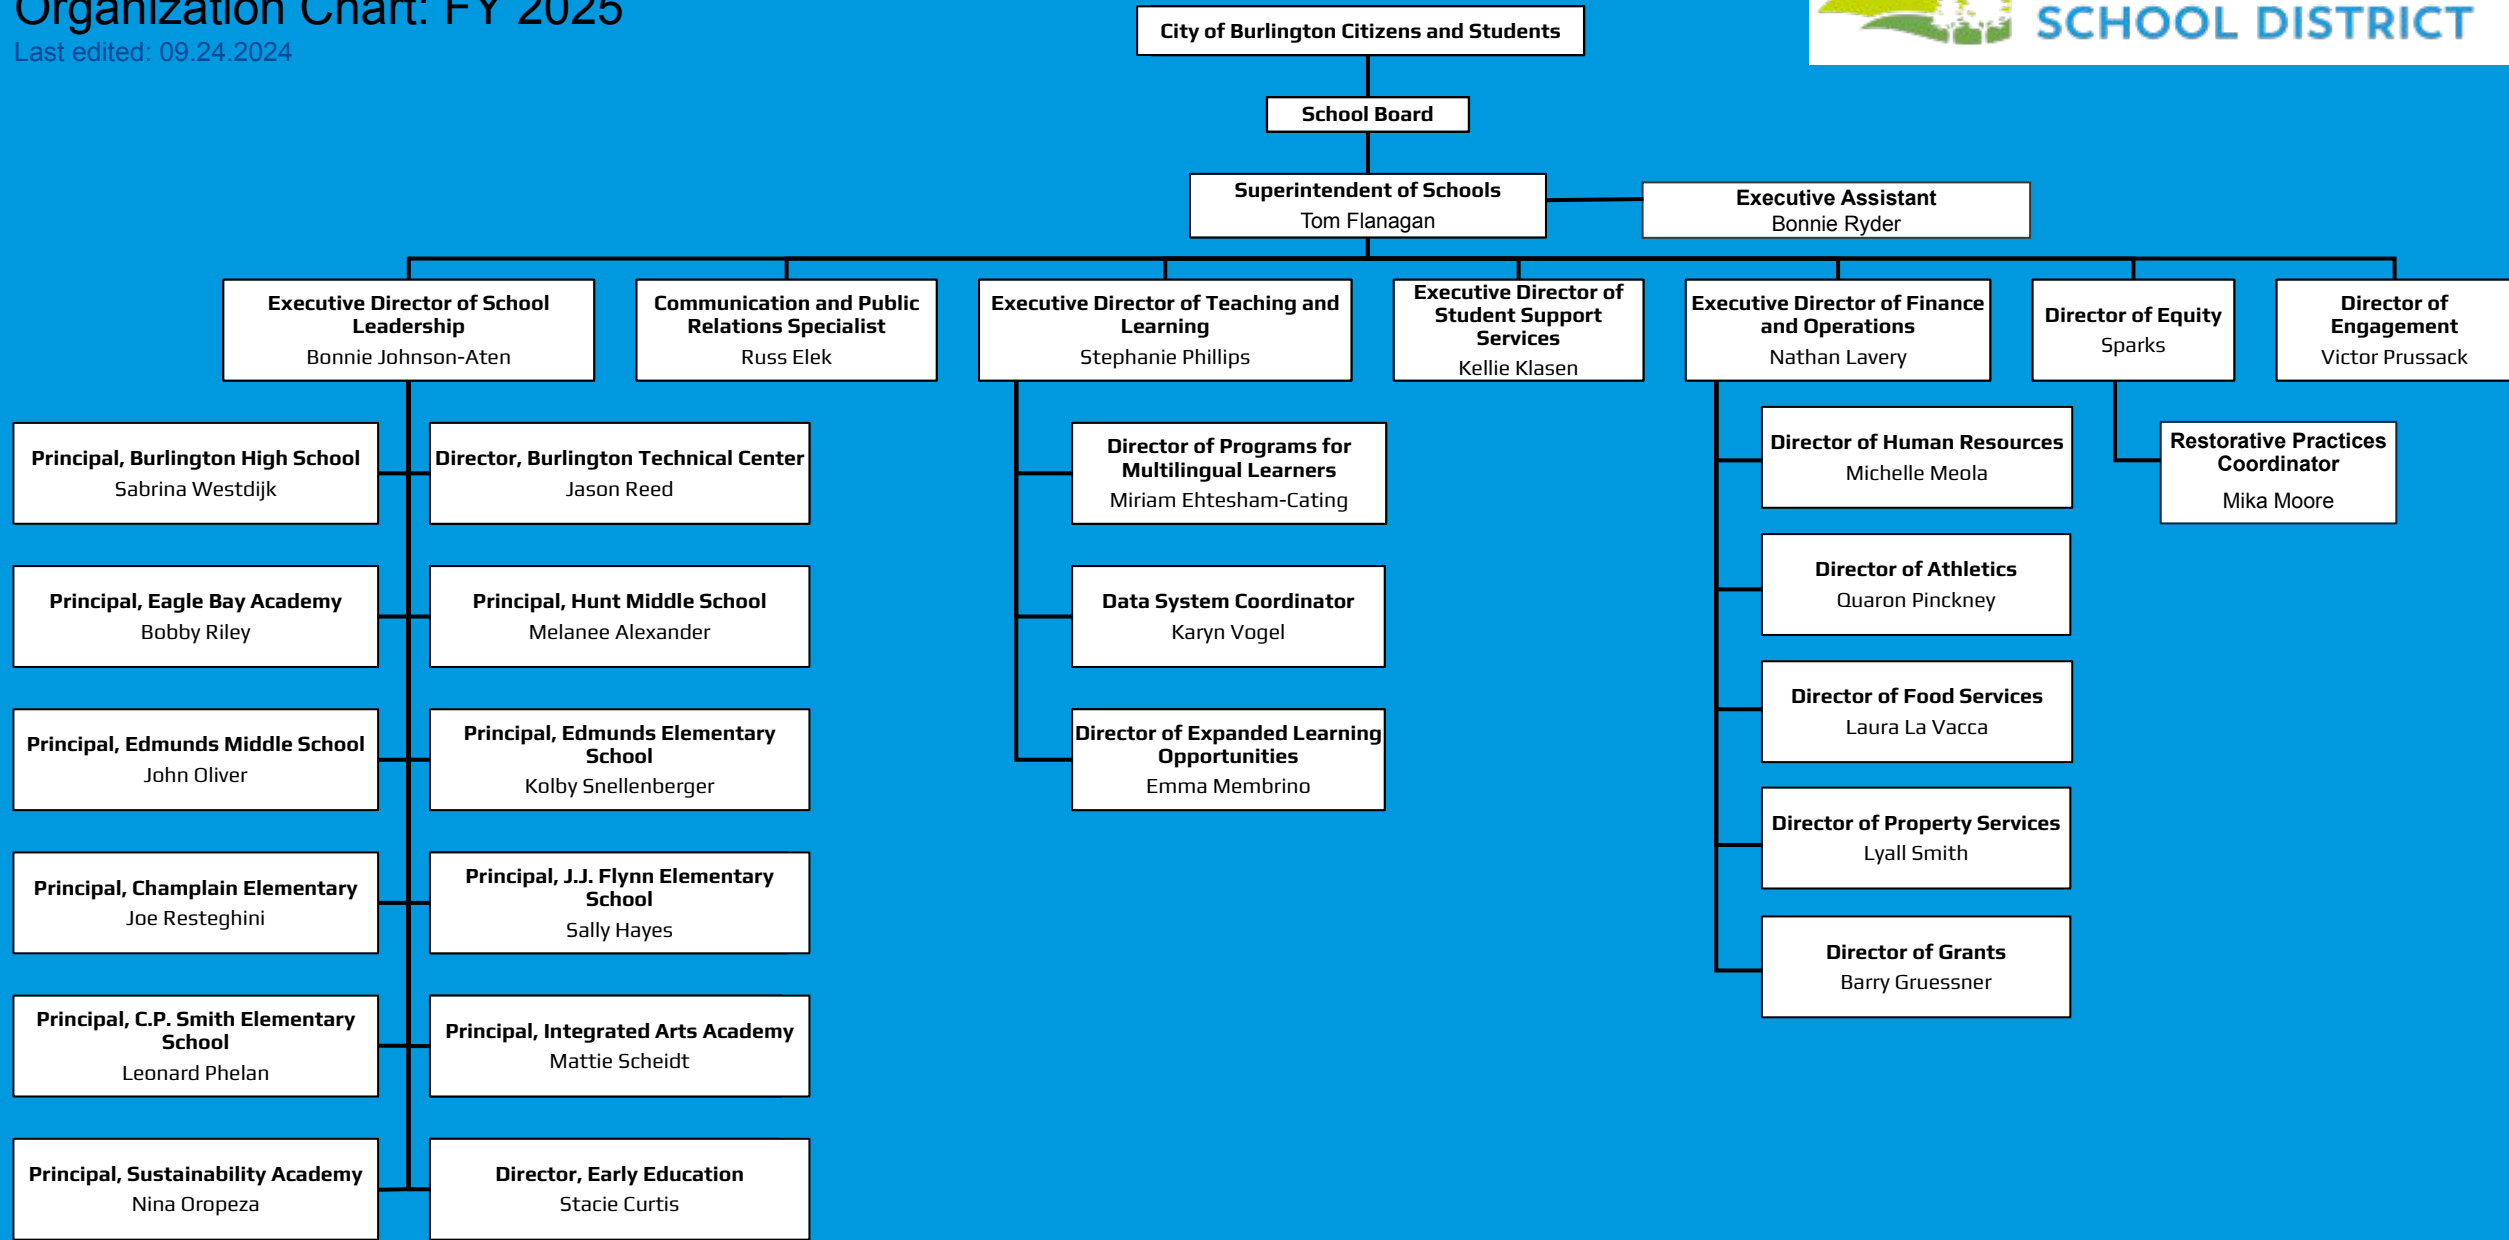 Organization Chart: FY 2025
Last edited: 09.24.2024
SCHOOL DISTRICT
City of Burlington Citizens and Students
School Board
Superintendent of Schools
Tom Flanagan
Executive Assistant
Bonnie Ryder
Executive Director of School
Leadership
Bonnie Johnson-Aten
Communication and Public
Relations Specialist
Russ Elek
Executive Director of Teaching and
Learning
Stephanie Phillips
Executive Director of
Student Support
Services
Kellie Klasen
Executive Director of Finance
and Operations
Nathan Lavery
Director of Equity
Sparks
Director of
Engagement
Victor Prussack
Principal, Burlington High School
Sabrina Westdijk
Director, Burlington Technical Center
Jason Reed
Principal, Eagle Bay Academy
Bobby Riley
Principal, Hunt Middle School
Melanee Alexander
Principal, Edmunds Middle School
John Oliver
Principal, Edmunds Elementary
School
Kolby Snellenberger
Principal, Champlain Elementary
Joe Resteghini
Principal, J.J. Flynn Elementary
School
Sally Hayes
Principal, C.P. Smith Elementary
School
Leonard Phelan
Principal, Integrated Arts Academy
Mattie Scheidt
Principal, Sustainability Academy
Nina Oropeza
Director, Early Education
Stacie Curtis
Director of Programs for
Multilingual Learners
Miriam Ehtesham-Cating
Data System Coordinator
Karyn Vogel
Director of Expanded Learning
Opportunities
Emma Membrino
Director of Human Resources
Michelle Meola
Director of Athletics
Quaron Pinckney
Director of Food Services
Laura La Vacca
Director of Property Services
Lyall Smith
Director of Grants
Barry Gruessner
Restorative Practices
Coordinator
Mika Moore